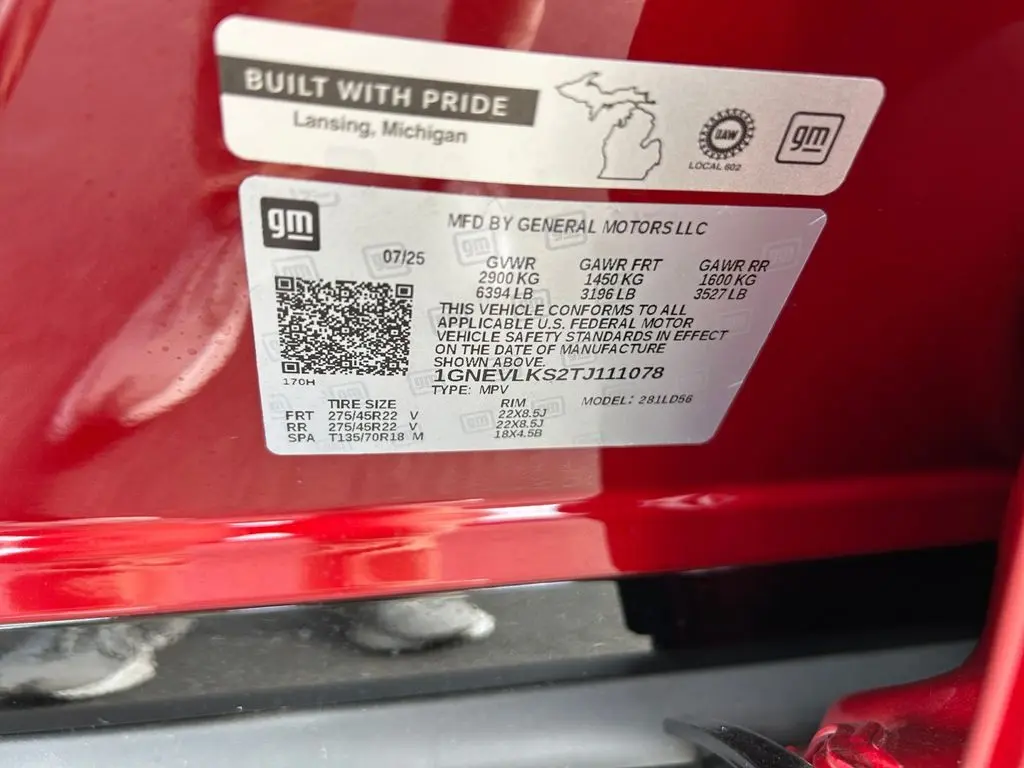 BUILT WITH PRIDE
Lansing, Michigan
UAW
LOCAL 602
gm
gm
MFD BY GENERAL MOTORS LLC
07/25
GVWR GAWR FRT GAWR RR
2900 KG 1450 KG 1600 KG
6394 LB 3196 LB 3527 LB
THIS VEHICLE CONFORMS TO ALL
APPLICABLE U.S. FEDERAL MOTOR
VEHICLE SAFETY STANDARDS IN EFFECT
ON THE DATE OF MANUFACTURE
SHOWN ABOVE.
170H
1GNEVLKS2TJ111078
TYPE: MPV MODEL: 281LD56
TIRE SIZE RIM
FRT 275/45R22 V 22X8.5J
RR 275/45R22 V 22X8.5J
SPA T135/70R18 M 18X4.5B